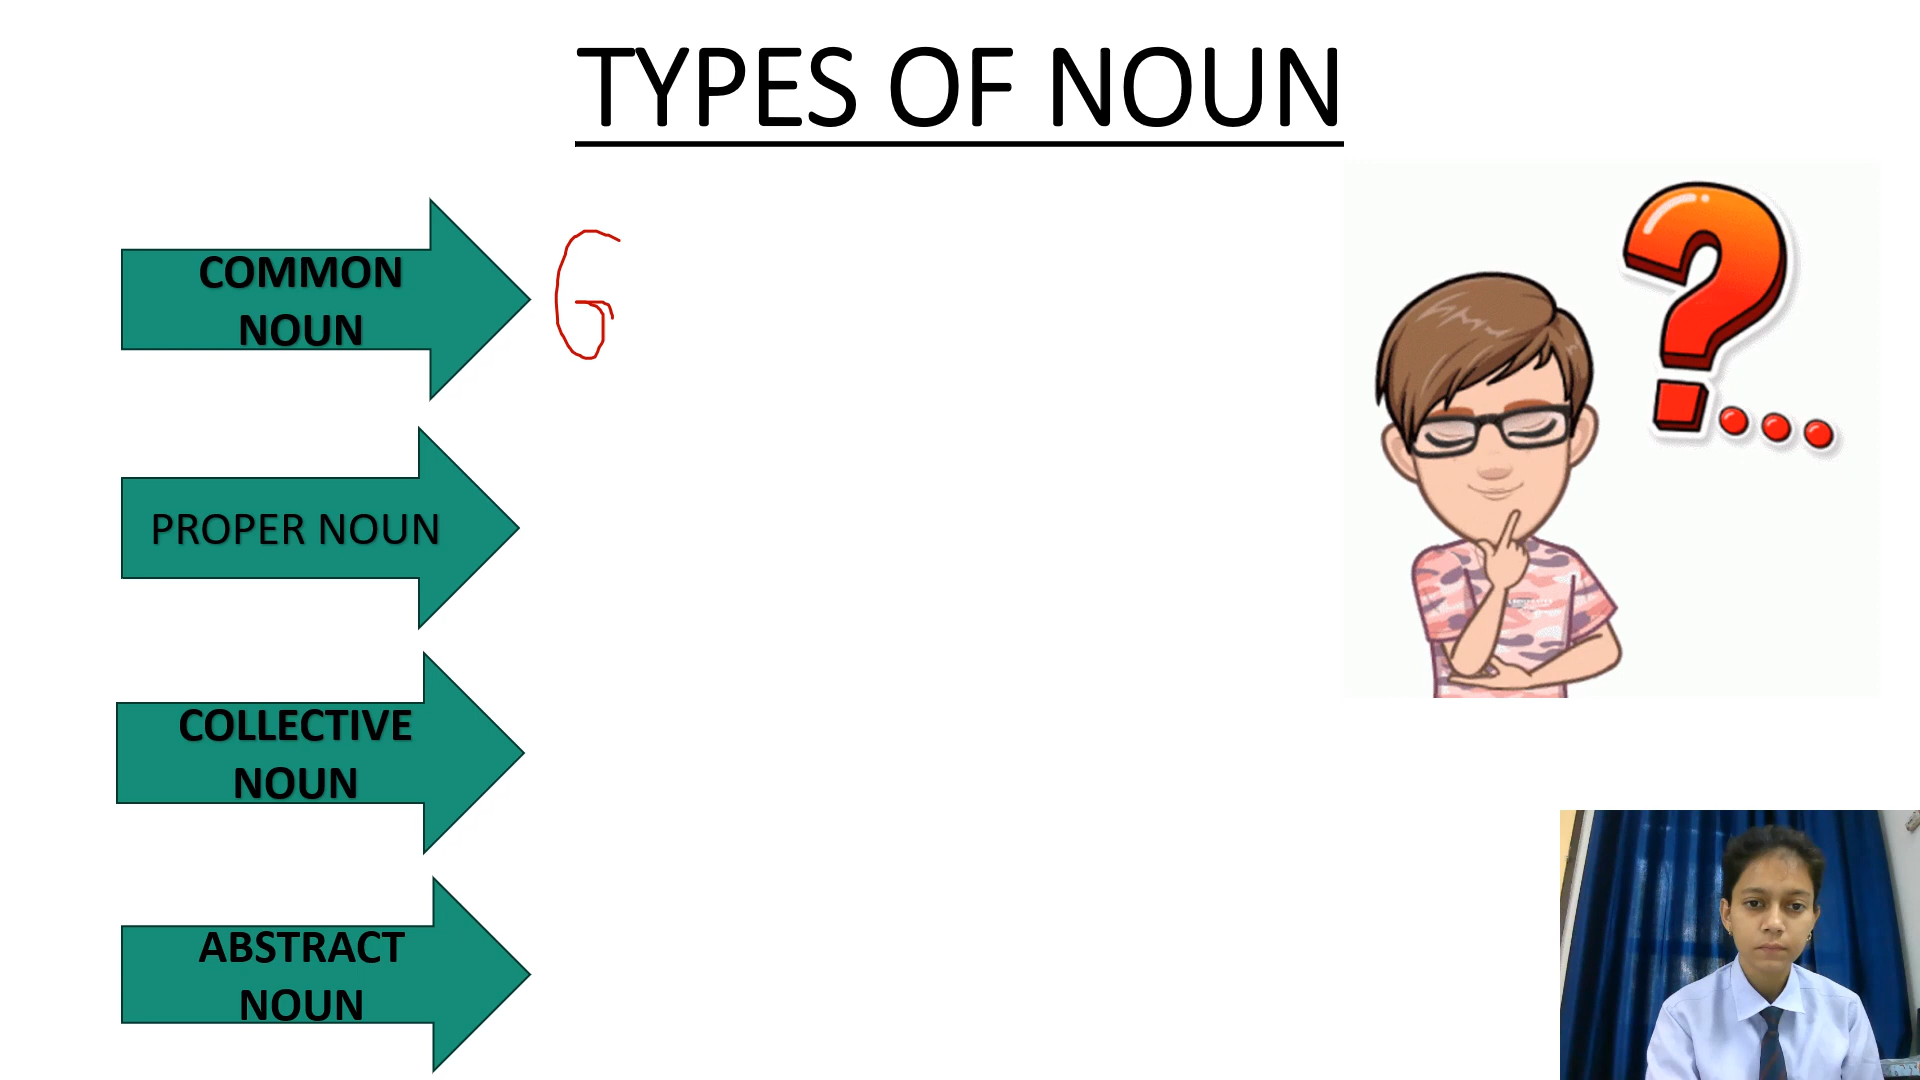 TYPES OF NOUN
COMMON
NOUN
G
PROPER NOUN
COLLECTIVE
NOUN
ABSTRACT
NOUN